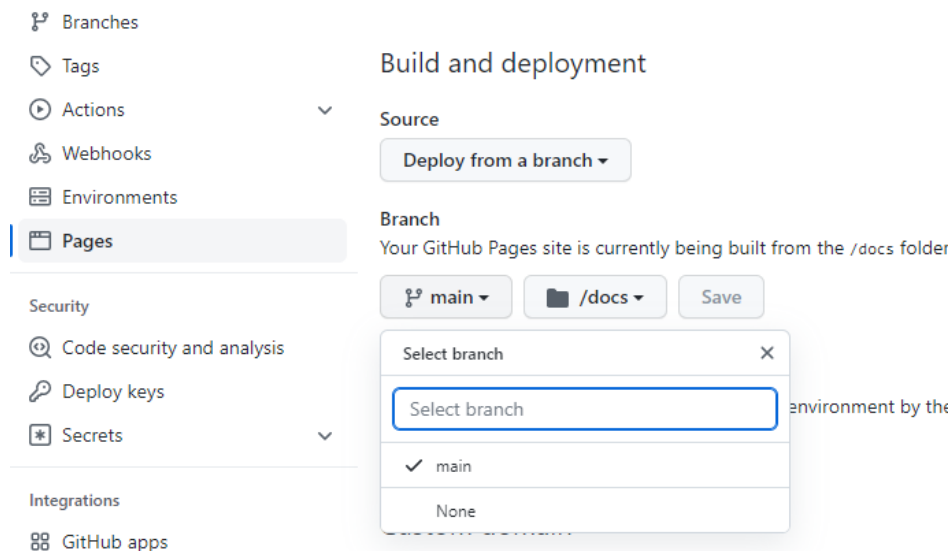 Branches
Tags
Actions
Webhooks
Environments
Pages
Security
Code security and analysis
Deploy keys
Secrets
Integrations
GitHub apps
Build and deployment
Source
Deploy from a branch
Branch
Your GitHub Pages site is currently being built from the /docs folder
main /docs Save
Select branch
Select branch
environment by the
main
None